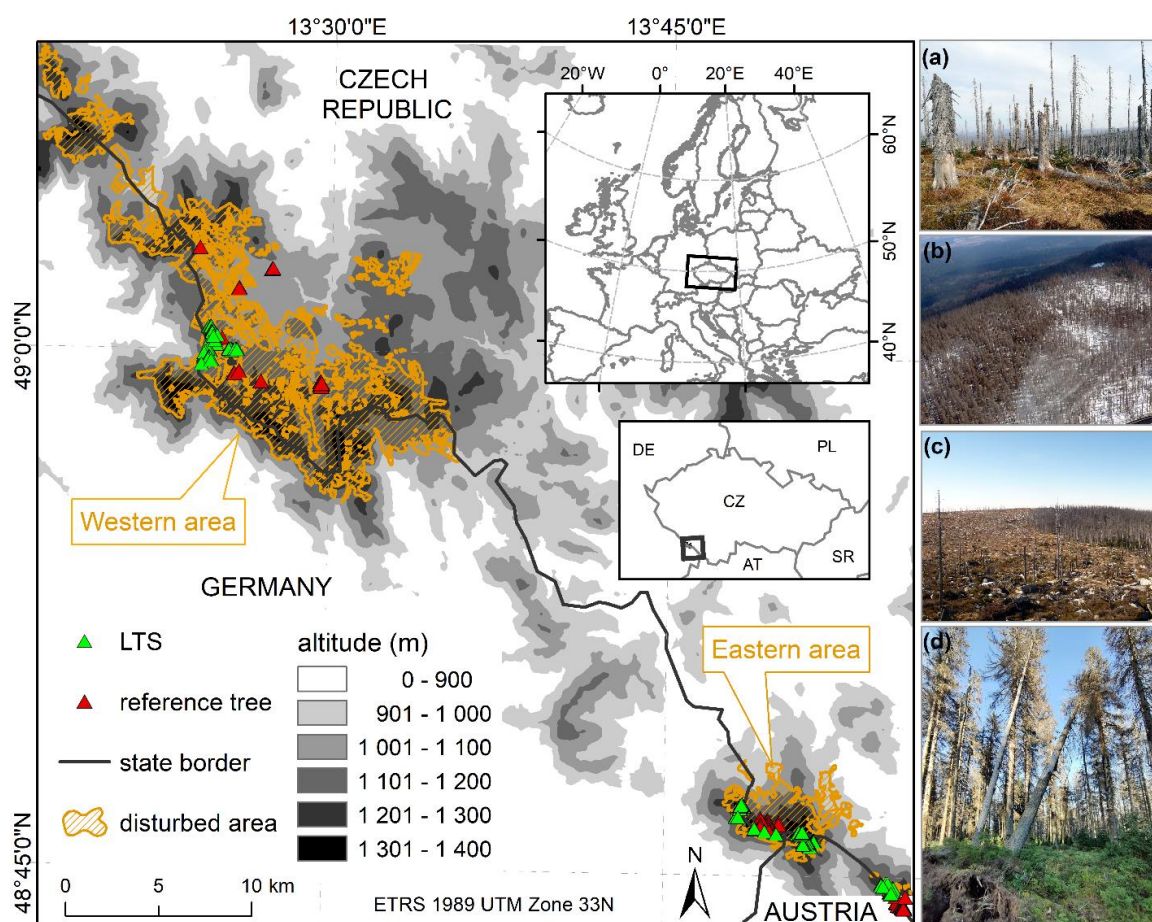 13°30'0"E
13°45'0"E
CZECH
REPUBLIC
20°W
0°
20°E
40°E
60°N
50°N
40°N
49°0'0"N
DE
PL
CZ
AT
SR
Western area
GERMANY
Eastern area
LTS
reference tree
state border
disturbed area
altitude (m)
0 - 900
901 - 1 000
1 001 - 1 100
1 101 - 1 200
1 201 - 1 300
1 301 - 1 400
48°45'0"N
0
5
10 km
ETRS 1989 UTM Zone 33N
N
AUSTRIA
(a)
(b)
(c)
(d)